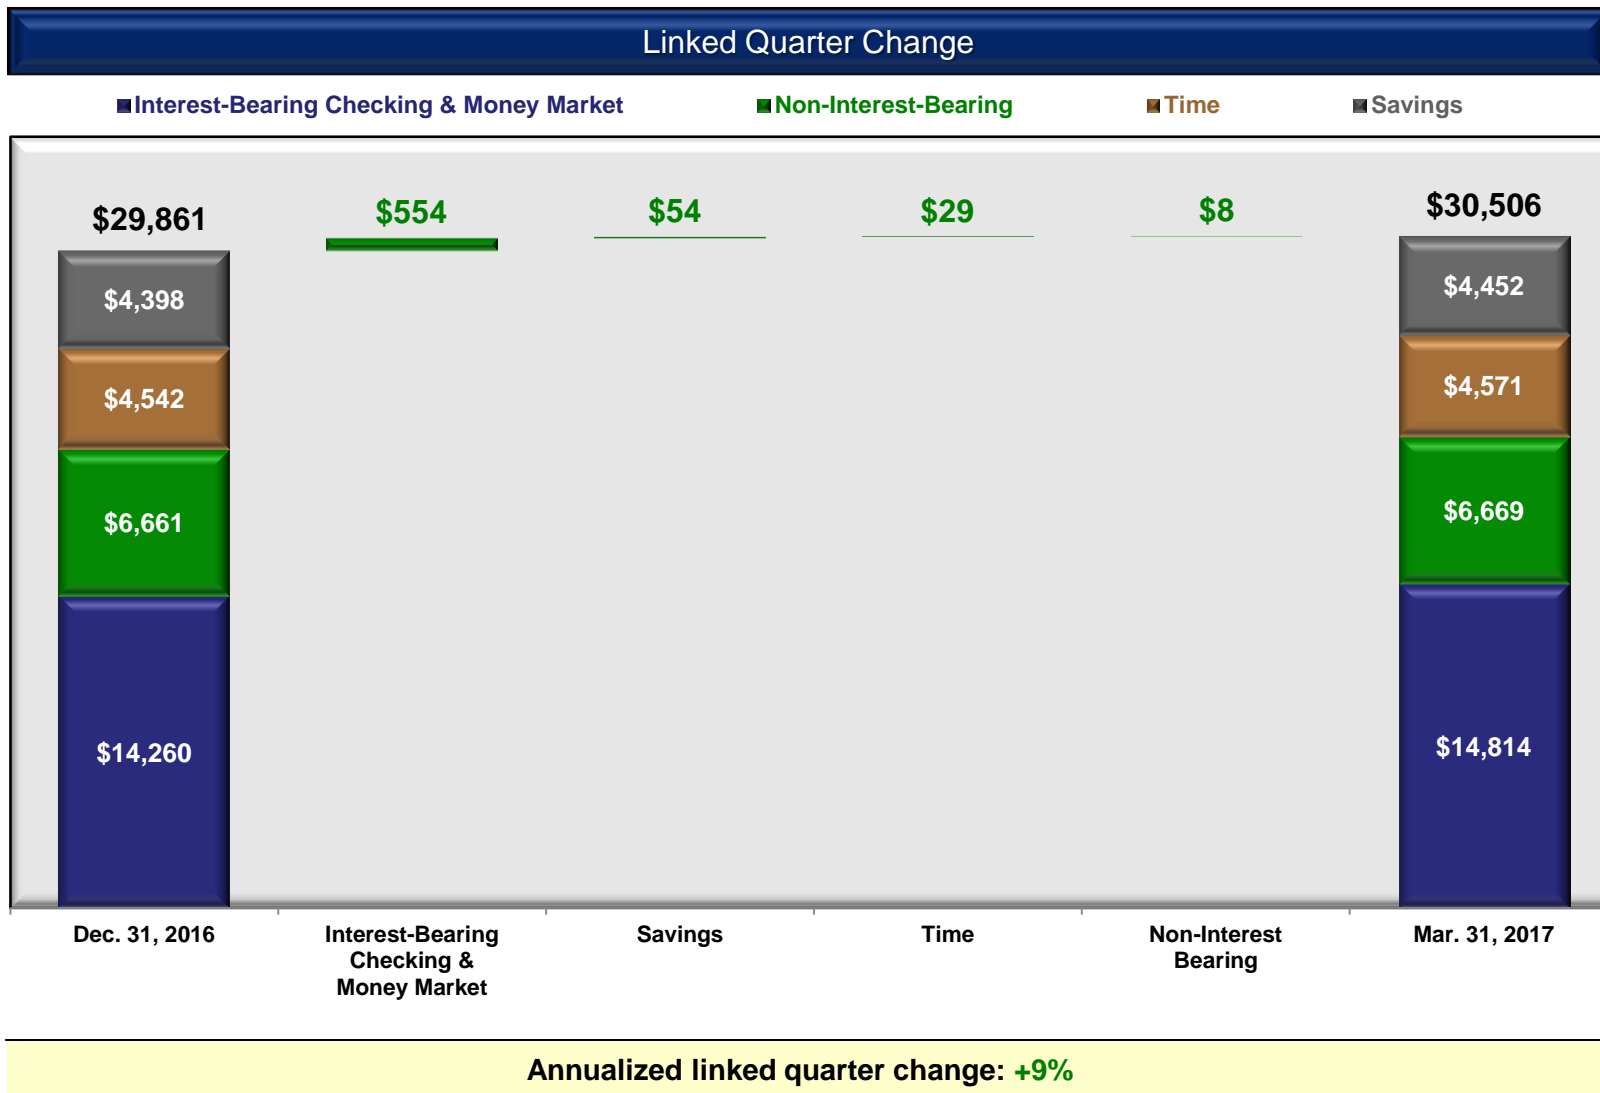 Linked Quarter Change
Interest-Bearing Checking & Money Market
Non-Interest-Bearing
Time
Savings
$29,861
$554
$54
$29
$8
$30,506
$4,398
$4,452
$4,542
$4,571
$6,661
$6,669
$14,260
$14,814
Dec. 31, 2016
Interest-Bearing
Checking &
Money Market
Savings
Time
Non-Interest
Bearing
Mar. 31, 2017
Annualized linked quarter change: +9%